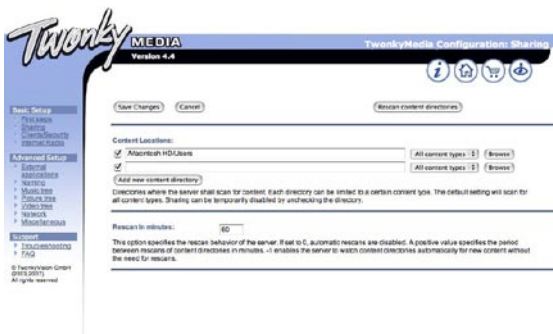 Twonky MEDIA
Version 4.4
TwonkyMedia Configuration: Sharing
Basic Setup
First steps
Sharing
Clients/Security
Internet Radio
Advanced Setup
External
applications
Naming
Music tree
Picture tree
Video tree
Network
Miscellaneous
Support
Troubleshooting
FAQ
© TwonkyVision GmbH
All rights reserved
Save Changes
Cancel
Rescan content directories
Content Locations:
/Macintosh HD/Users
All content types
Browse
All content types
Browse
Add new content directory
Directories where the server shall scan for content. Each directory can be limited to a certain content type. The default setting will scan for
all content types. Sharing can be temporarily disabled by unchecking the directory.
Rescan in minutes:
60
This option specifies the rescan behavior of the server. If set to 0, automatic rescans are disabled. A positive value specifies the period
between rescans of content directories in minutes. -1 enables the server to watch content directories automatically for new content without
the need for rescans.